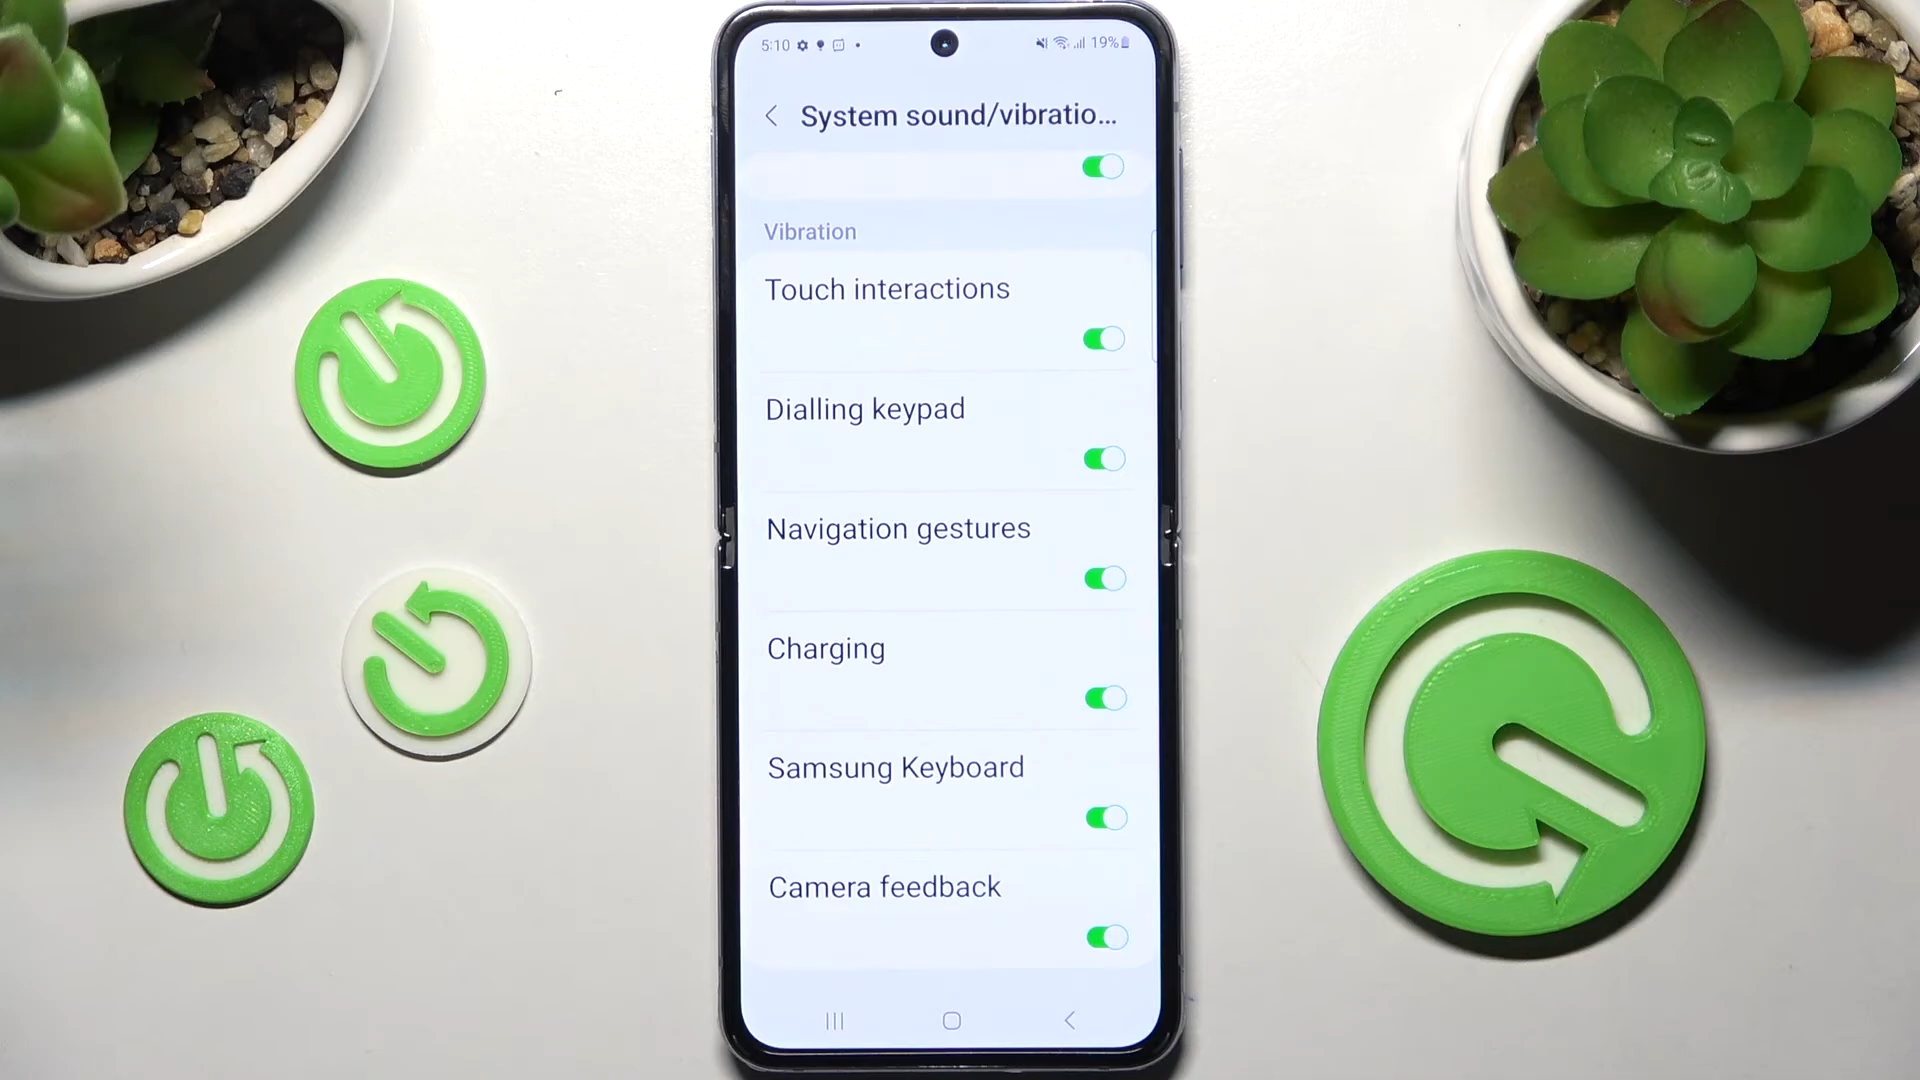 5:10 19%
System sound/vibratio...
Vibration
Touch interactions
Dialling keypad
Navigation gestures
Charging
Samsung Keyboard
Camera feedback